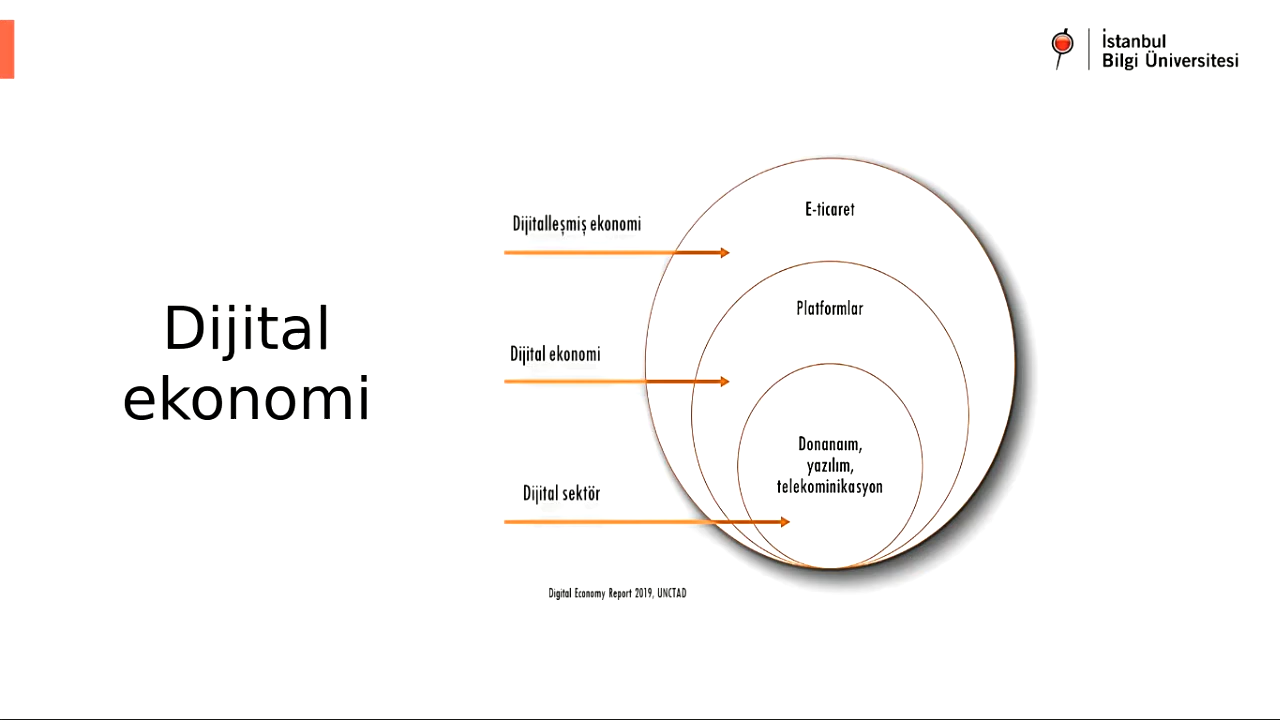 İstanbul
Bilgi Üniversitesi
Dijital
ekonomi
Dijitalleşmiş ekonomi
E-ticaret
Dijital ekonomi
Platformlar
Dijital sektör
Donanaım,
yazılım,
telekominikasyon
Digital Economy Report 2019, UNCTAD